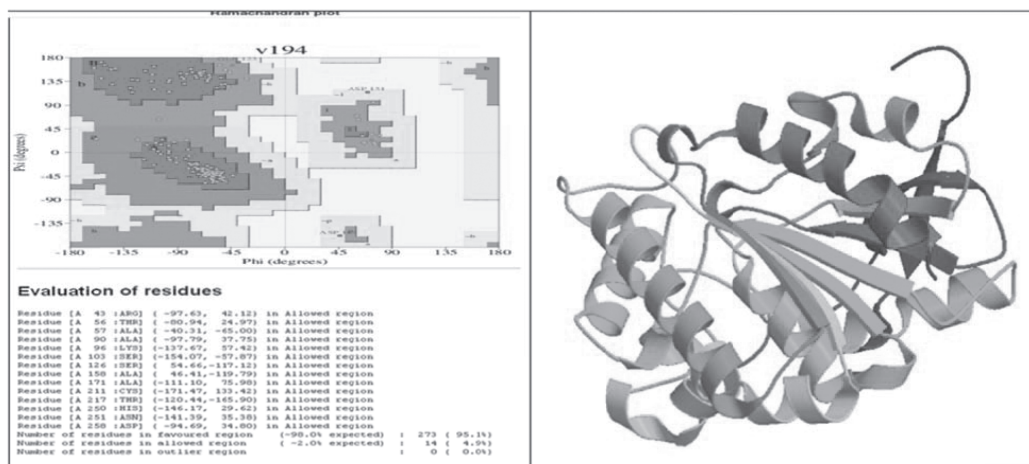 Ramachandran plot
v194
180
135
90
45
0
-45
-90
-135
-180
-135
-90
-45
0
45
90
135
180
Psi (degrees)
Phi (degrees)
Evaluation of residues
Residue [A 43 :ARG] ( -97.63, 42.12) in Allowed region
Residue [A 56 :THR] ( -80.94, 24.97) in Allowed region
Residue [A 57 :ALA] ( -40.31, -65.00) in Allowed region
Residue [A 90 :ALA] ( -97.79, 37.75) in Allowed region
Residue [A 96 :LYS] (-137.67, 57.42) in Allowed region
Residue [A 103 :SER] (-154.07, -57.87) in Allowed region
Residue [A 126 :SER] ( 54.66,-117.12) in Allowed region
Residue [A 158 :ALA] ( 46.41,-119.79) in Allowed region
Residue [A 171 :ALA] (-111.10, 75.98) in Allowed region
Residue [A 211 :CYS] (-171.47, 133.42) in Allowed region
Residue [A 217 :THR] (-120.44,-165.90) in Allowed region
Residue [A 250 :HIS] (-146.17, 29.62) in Allowed region
Residue [A 251 :ASN] (-141.39, 35.38) in Allowed region
Residue [A 258 :ASP] ( -94.69, 34.80) in Allowed region
Number of residues in favoured region (~98.0% expected) : 273 ( 95.1%)
Number of residues in allowed region ( ~2.0% expected) : 14 ( 4.9%)
Number of residues in outlier region : 0 ( 0.0%)